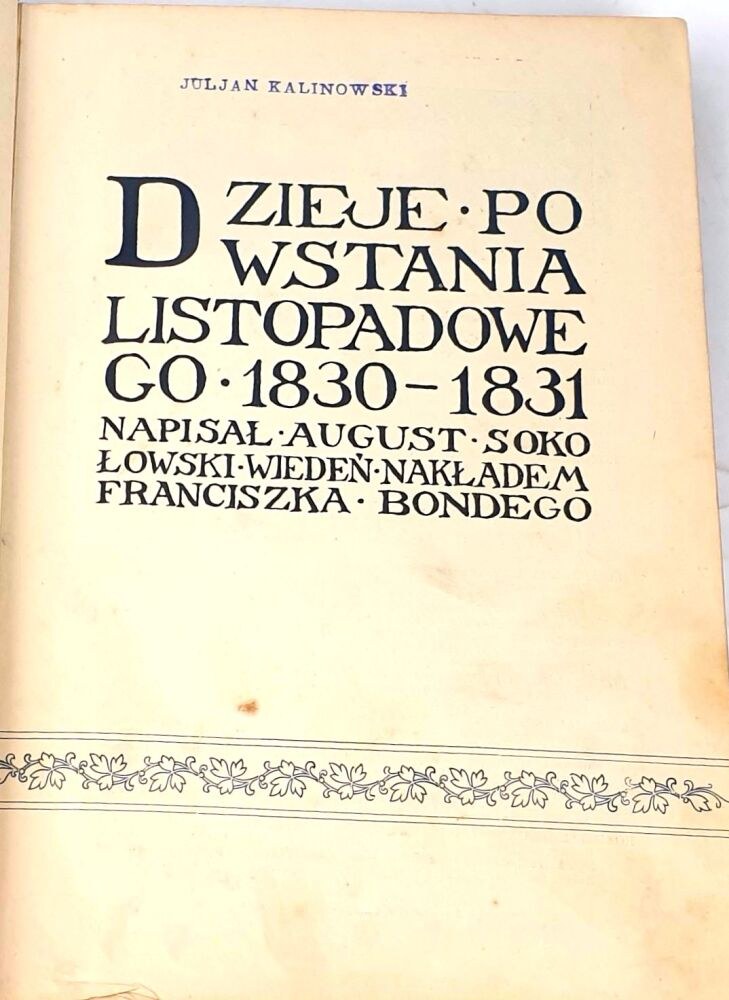 JULJAN KALINOWSKI
DZIEJE · PO
WSTANIA
LISTOPADOWE
GO · 1830–1831
NAPISAŁ · AUGUST · SOKO
ŁOWSKI · WIEDEŃ · NAKŁADEM
FRANCISZKA · BONDEGO